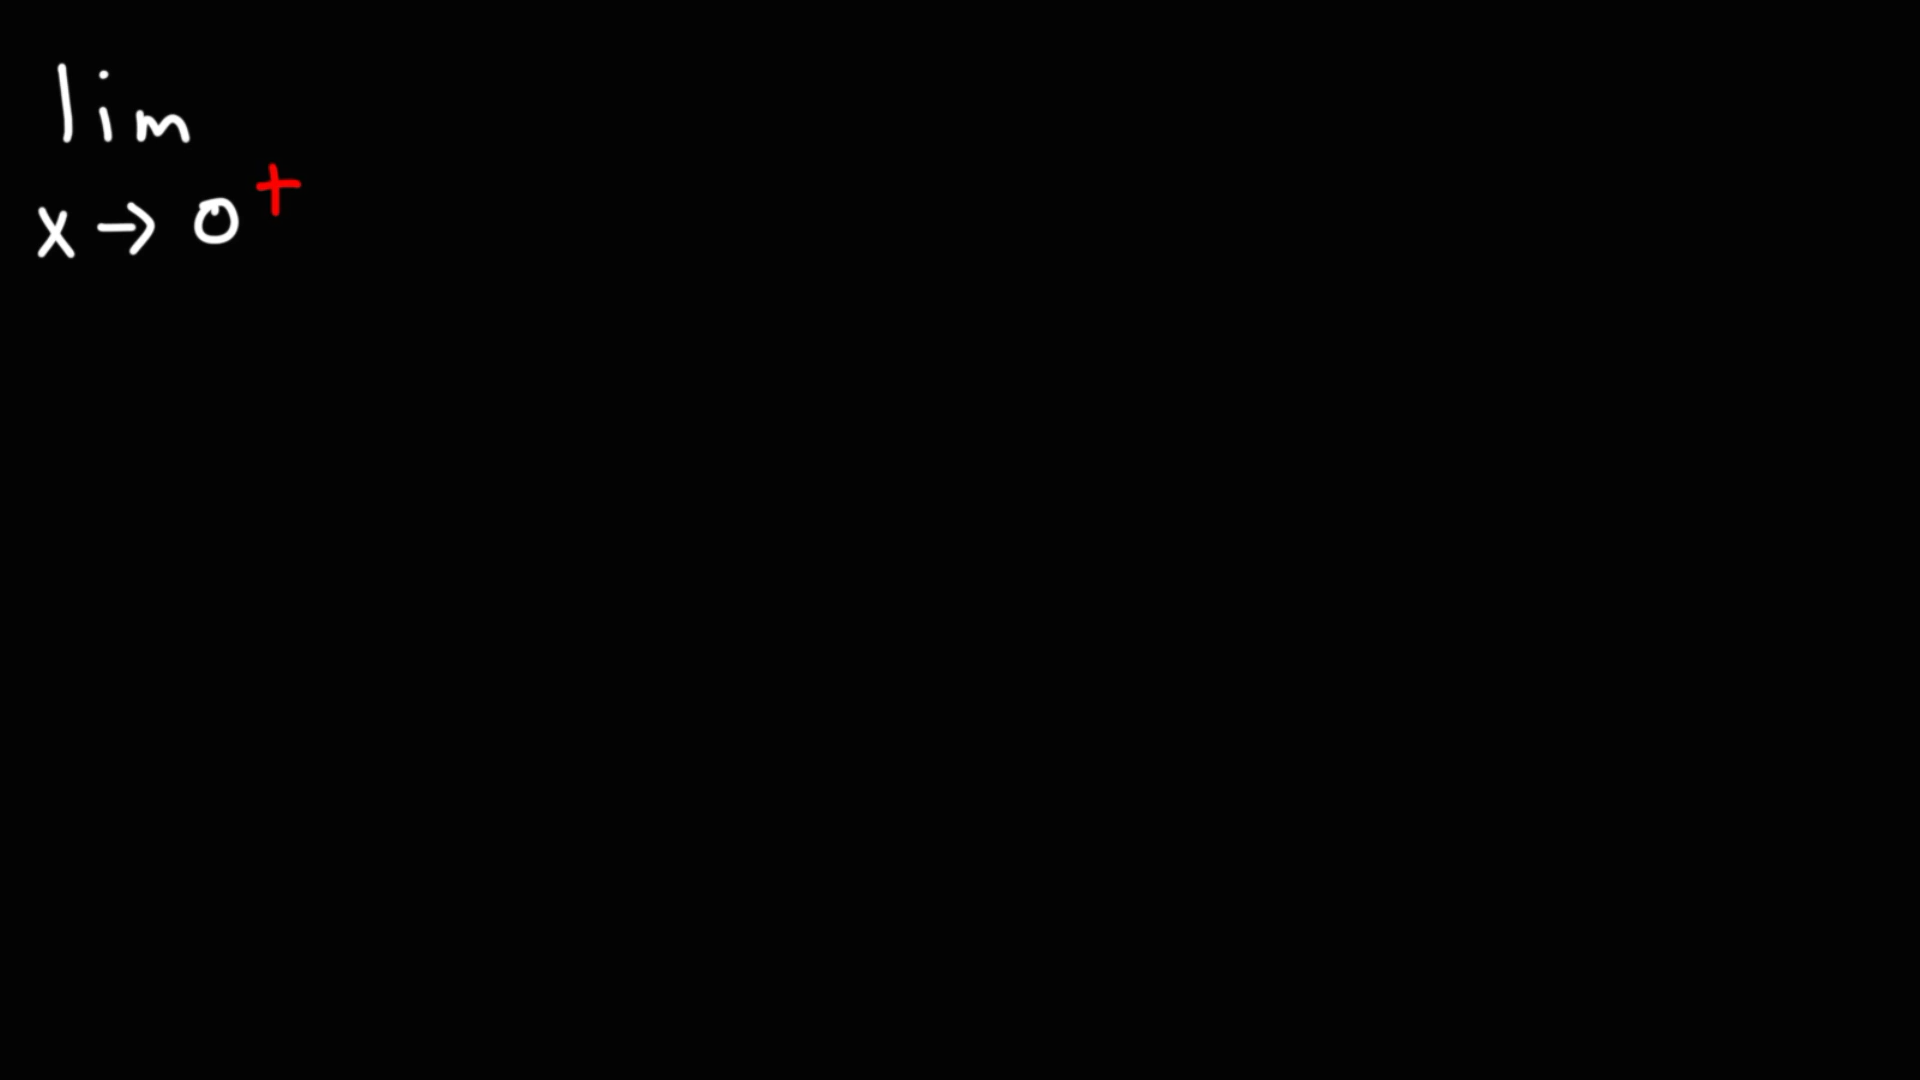 lim
x → 0⁺